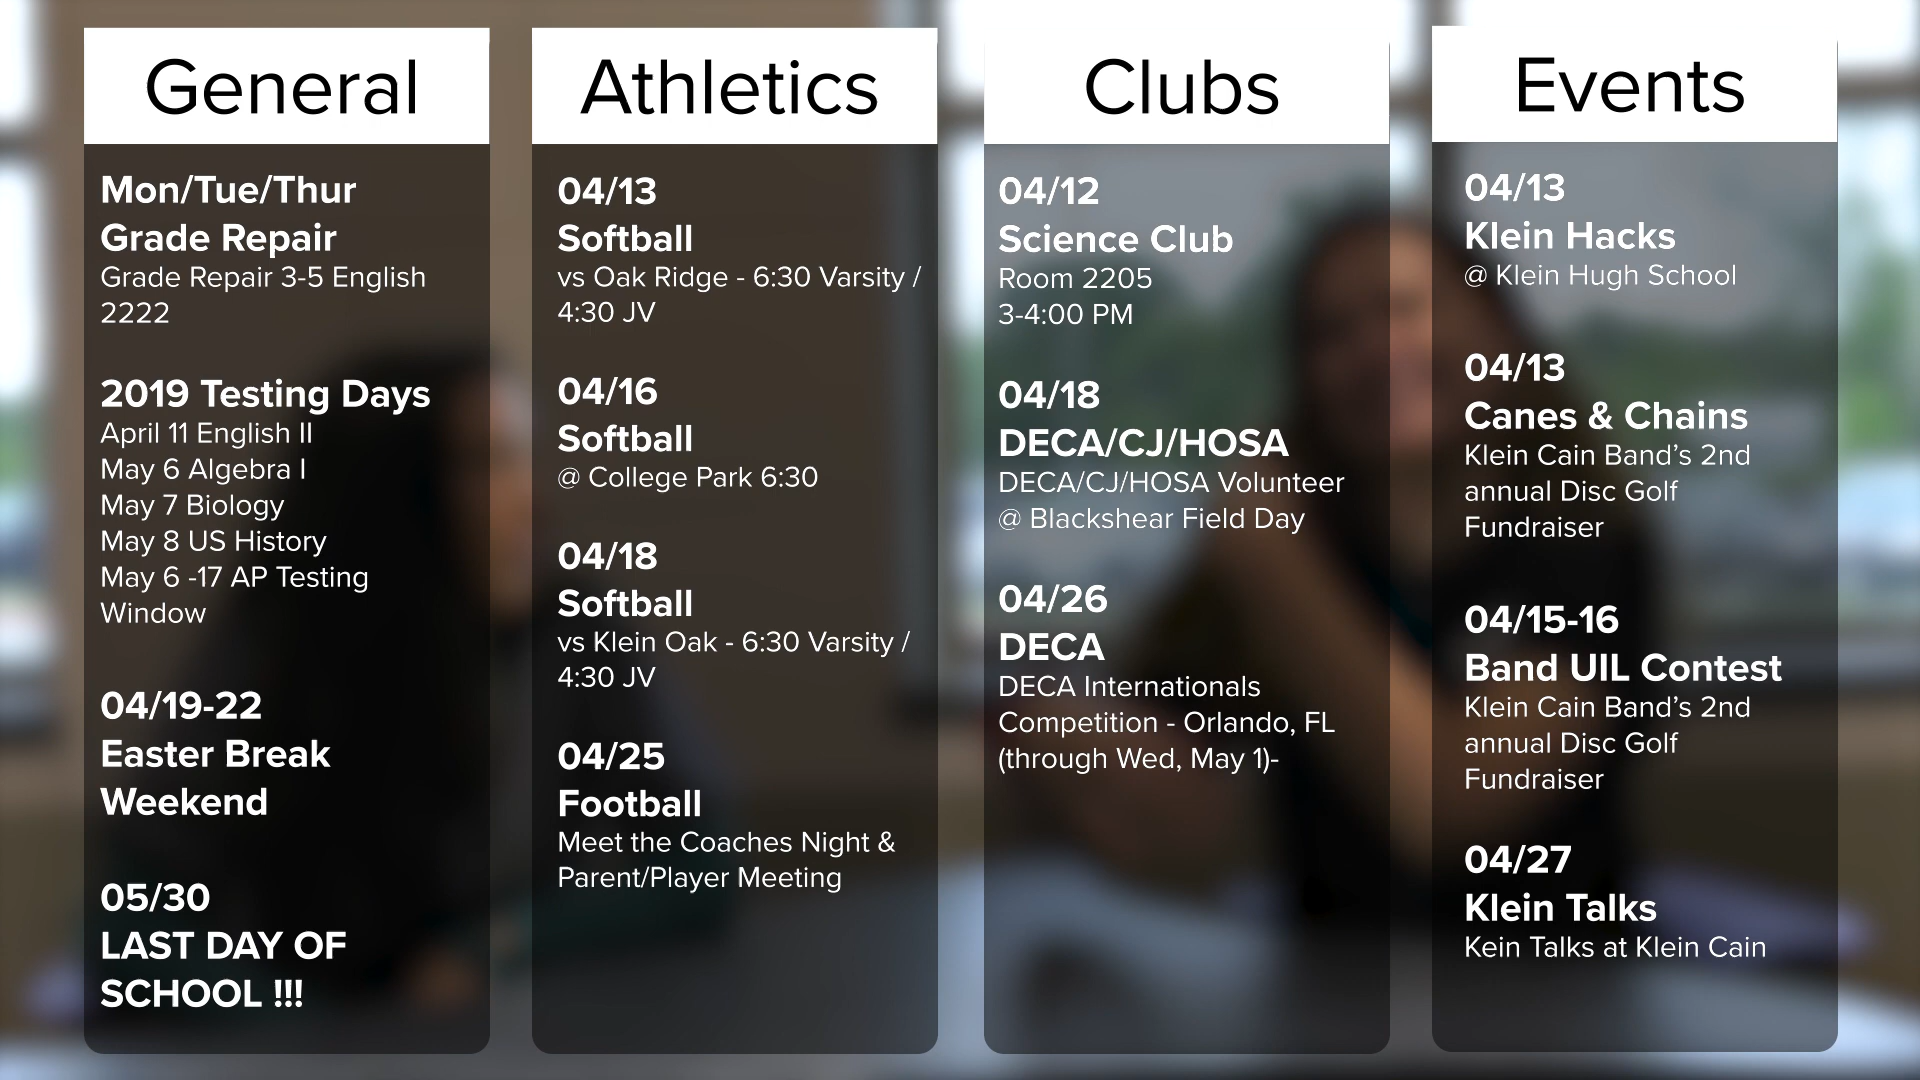 General
Mon/Tue/Thur
Grade Repair
Grade Repair 3-5 English
2222
2019 Testing Days
April 11 English II
May 6 Algebra I
May 7 Biology
May 8 US History
May 6 -17 AP Testing
Window
04/19-22
Easter Break
Weekend
05/30
LAST DAY OF
SCHOOL !!!
Athletics
04/13
Softball
vs Oak Ridge - 6:30 Varsity /
4:30 JV
04/16
Softball
@ College Park 6:30
04/18
Softball
vs Klein Oak - 6:30 Varsity /
4:30 JV
04/25
Football
Meet the Coaches Night &
Parent/Player Meeting
Clubs
04/12
Science Club
Room 2205
3-4:00 PM
04/18
DECA/CJ/HOSA
DECA/CJ/HOSA Volunteer
@ Blackshear Field Day
04/26
DECA
DECA Internationals
Competition - Orlando, FL
(through Wed, May 1)-
Events
04/13
Klein Hacks
@ Klein Hugh School
04/13
Canes & Chains
Klein Cain Band’s 2nd
annual Disc Golf
Fundraiser
04/15-16
Band UIL Contest
Klein Cain Band’s 2nd
annual Disc Golf
Fundraiser
04/27
Klein Talks
Kein Talks at Klein Cain